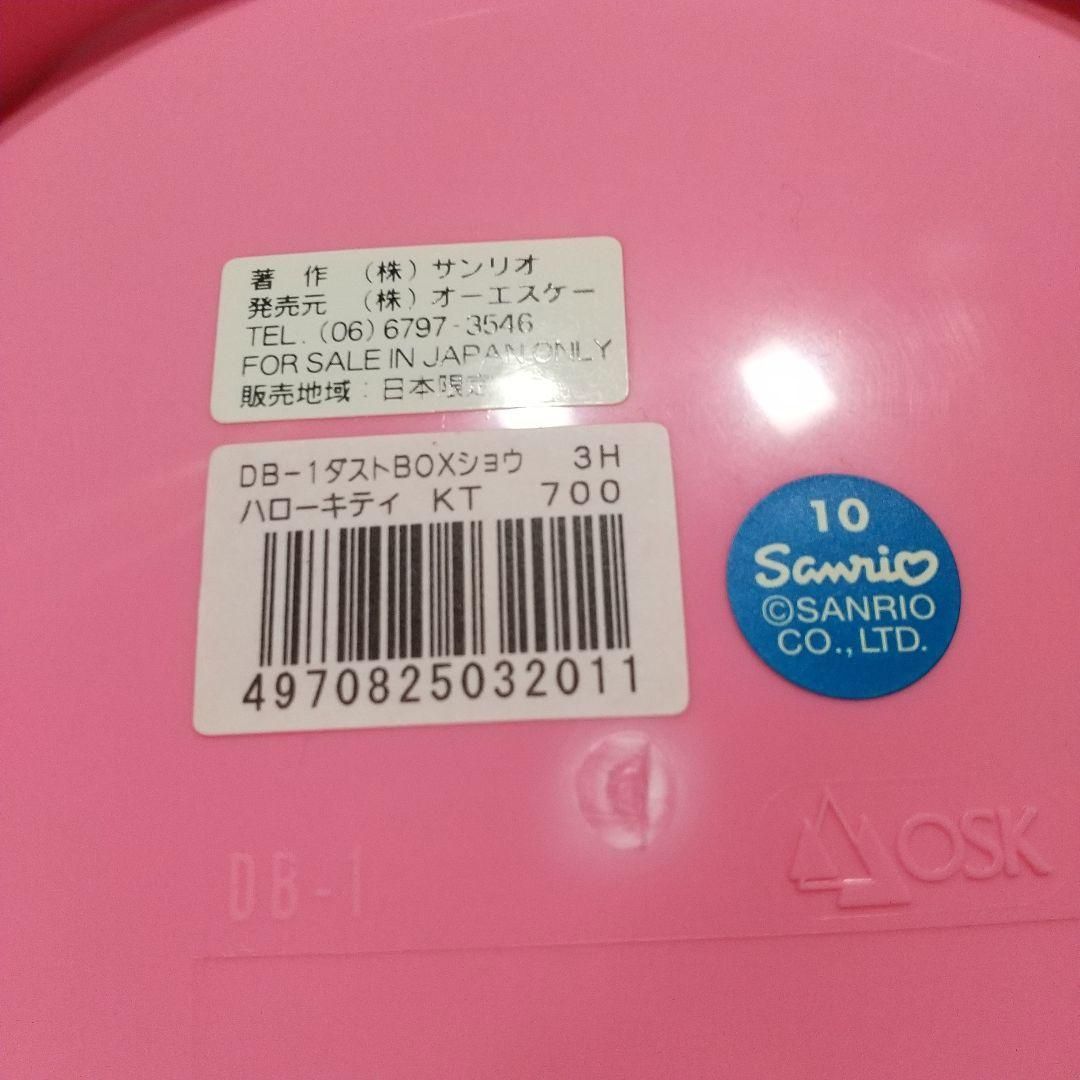 著 作 (株) サンリオ
発売元 (株) オーエスケー
TEL. (06) 6797-3546
FOR SALE IN JAPAN ONLY
販売地域 : 日本限定
DB-1ダストBOXショウ 3H
ハローキティ KT 700
4970825032011
10
Sanrio
©SANRIO
CO., LTD.
OSK
DB-1